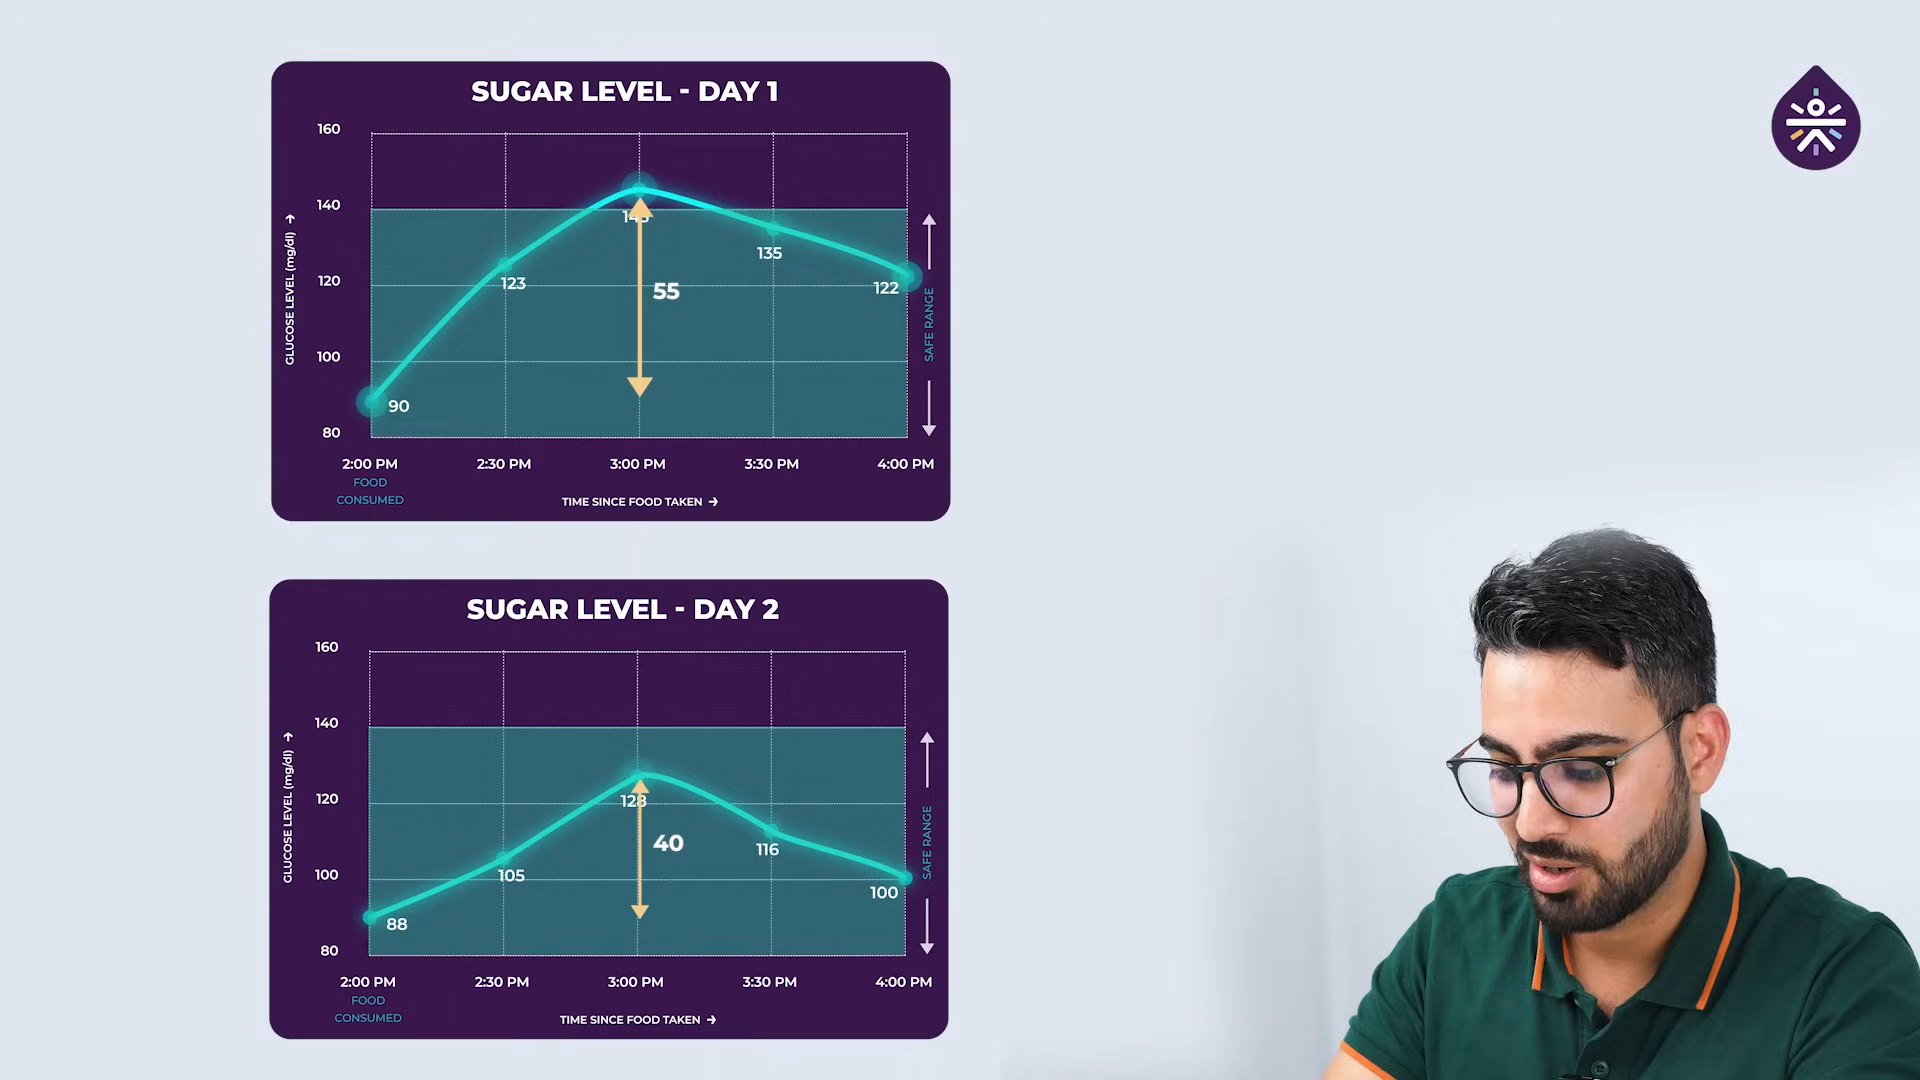 SUGAR LEVEL - DAY 1
160
140
120
100
80
GLUCOSE LEVEL (mg/dl) →
90
123
145
55
135
122
SAFE RANGE
2:00 PM
2:30 PM
3:00 PM
3:30 PM
4:00 PM
FOOD
CONSUMED
TIME SINCE FOOD TAKEN →
SUGAR LEVEL - DAY 2
160
140
120
100
80
GLUCOSE LEVEL (mg/dl) →
88
105
128
40
116
100
SAFE RANGE
2:00 PM
2:30 PM
3:00 PM
3:30 PM
4:00 PM
FOOD
CONSUMED
TIME SINCE FOOD TAKEN →